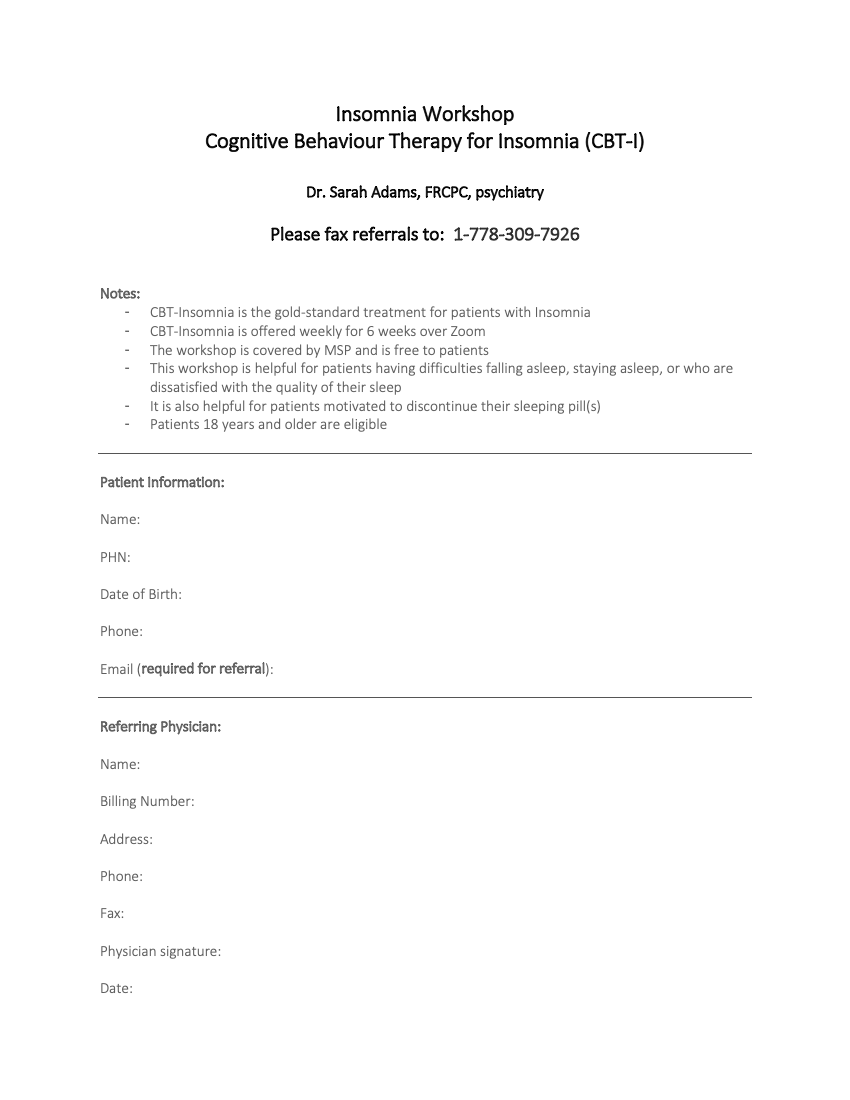 Insomnia Workshop
Cognitive Behaviour Therapy for Insomnia (CBT-I)
Dr. Sarah Adams, FRCPC, psychiatry
Please fax referrals to: 1-778-309-7926
Notes:
- CBT-Insomnia is the gold-standard treatment for patients with Insomnia
- CBT-Insomnia is offered weekly for 6 weeks over Zoom
- The workshop is covered by MSP and is free to patients
- This workshop is helpful for patients having difficulties falling asleep, staying asleep, or who are
dissatisfied with the quality of their sleep
- It is also helpful for patients motivated to discontinue their sleeping pill(s)
- Patients 18 years and older are eligible
Patient Information:
Name:
PHN:
Date of Birth:
Phone:
Email (required for referral):
Referring Physician:
Name:
Billing Number:
Address:
Phone:
Fax:
Physician signature:
Date: